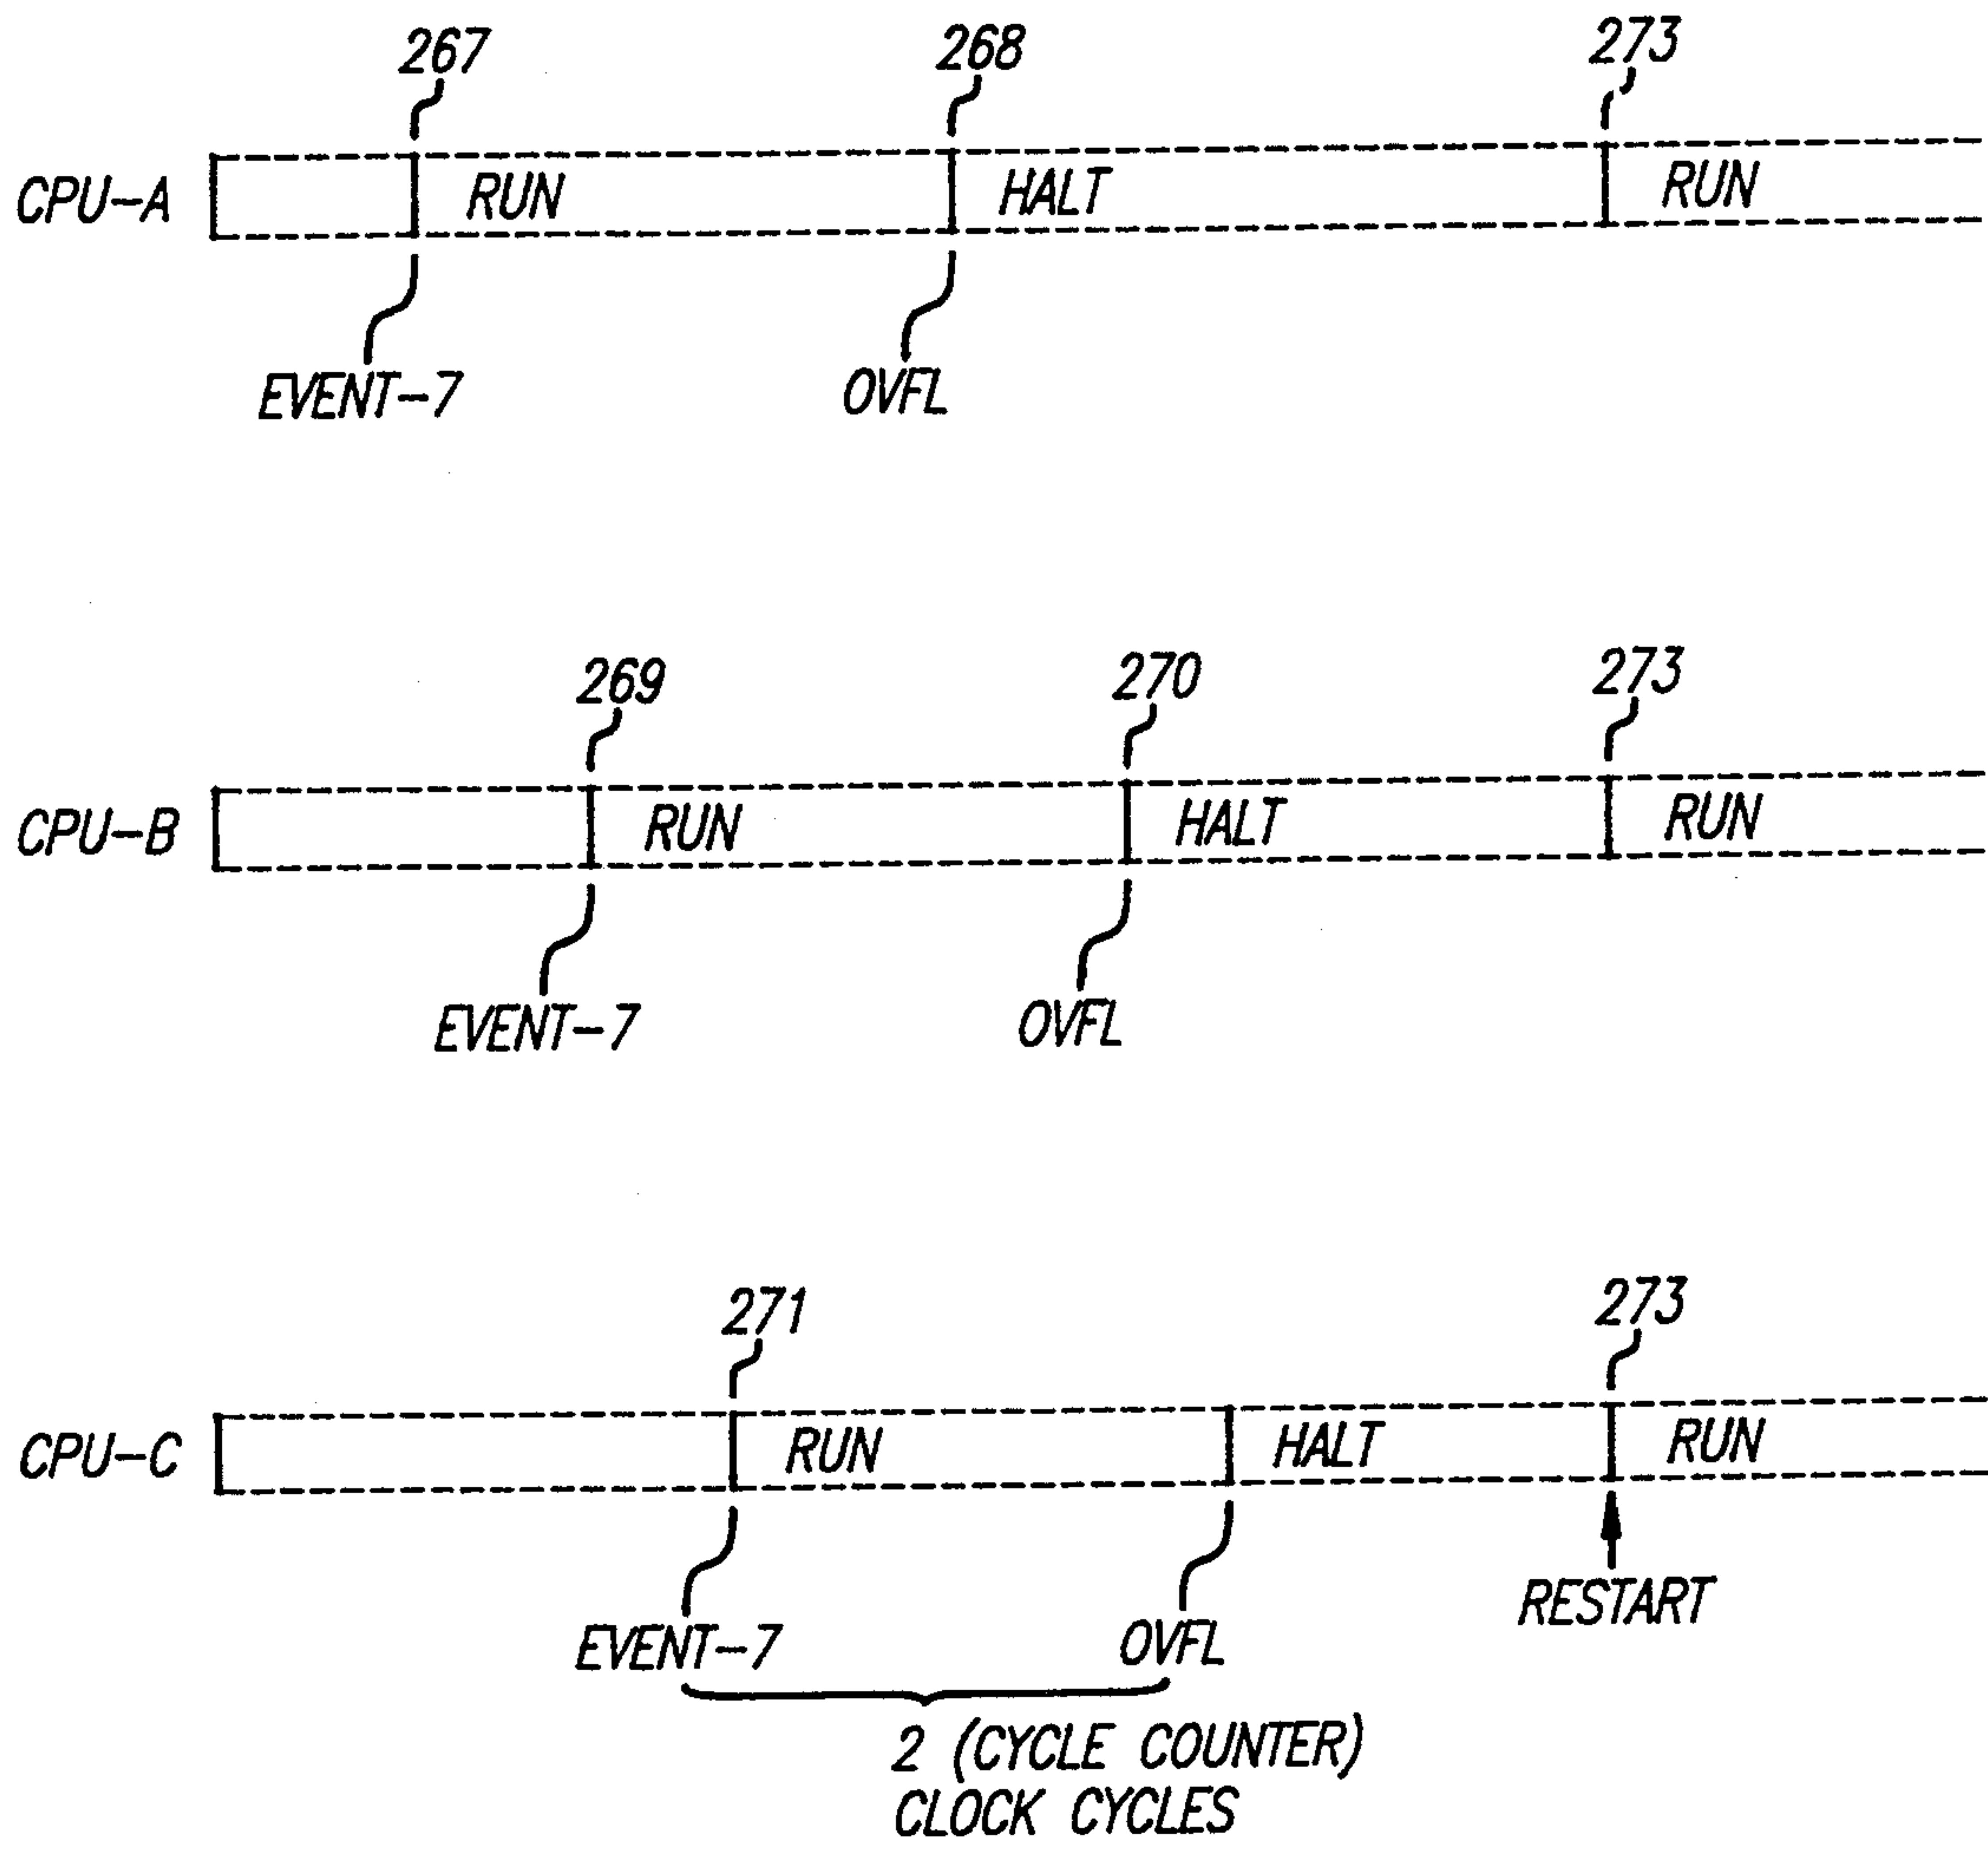 267 268 273
CPU-A RUN HALT RUN
EVENT-7 OVFL
269 270 273
CPU-B RUN HALT RUN
EVENT-7 OVFL
271 273
CPU-C RUN HALT RUN
RESTART
EVENT-7 OVFL
2 (CYCLE COUNTER)
CLOCK CYCLES